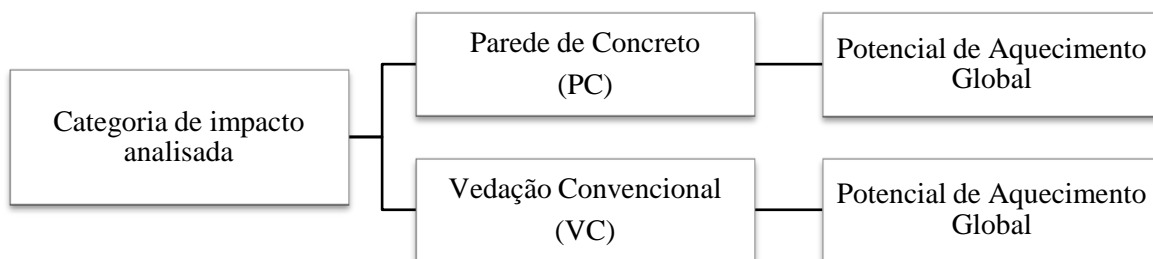 Categoria de impacto
analisada
Parede de Concreto
(PC)
Potencial de Aquecimento
Global
Vedação Convencional
(VC)
Potencial de Aquecimento
Global